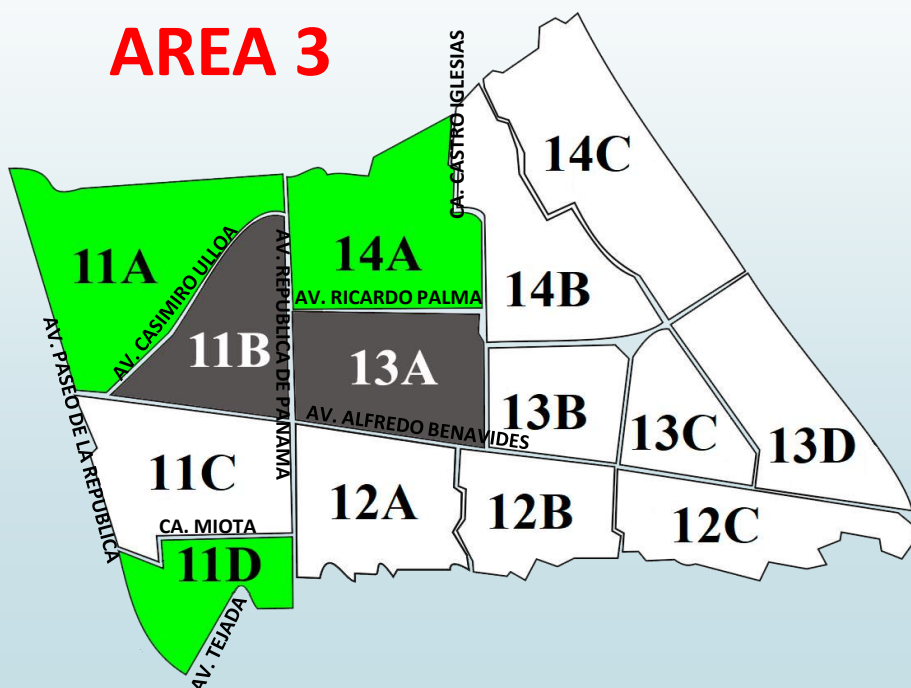 AREA 3
CA. CASTRO IGLESIAS
14C
11A
14A
AV. CASIMIRO ULLOA
AV. REPUBLICA DE PANAMA
AV. RICARDO PALMA
14B
11B
13A
AV. PASEO DE LA REPUBLICA
AV. ALFREDO BENAVIDES
13B
13C
13D
11C
12A
12B
12C
CA. MIOTA
11D
AV. TEJADA